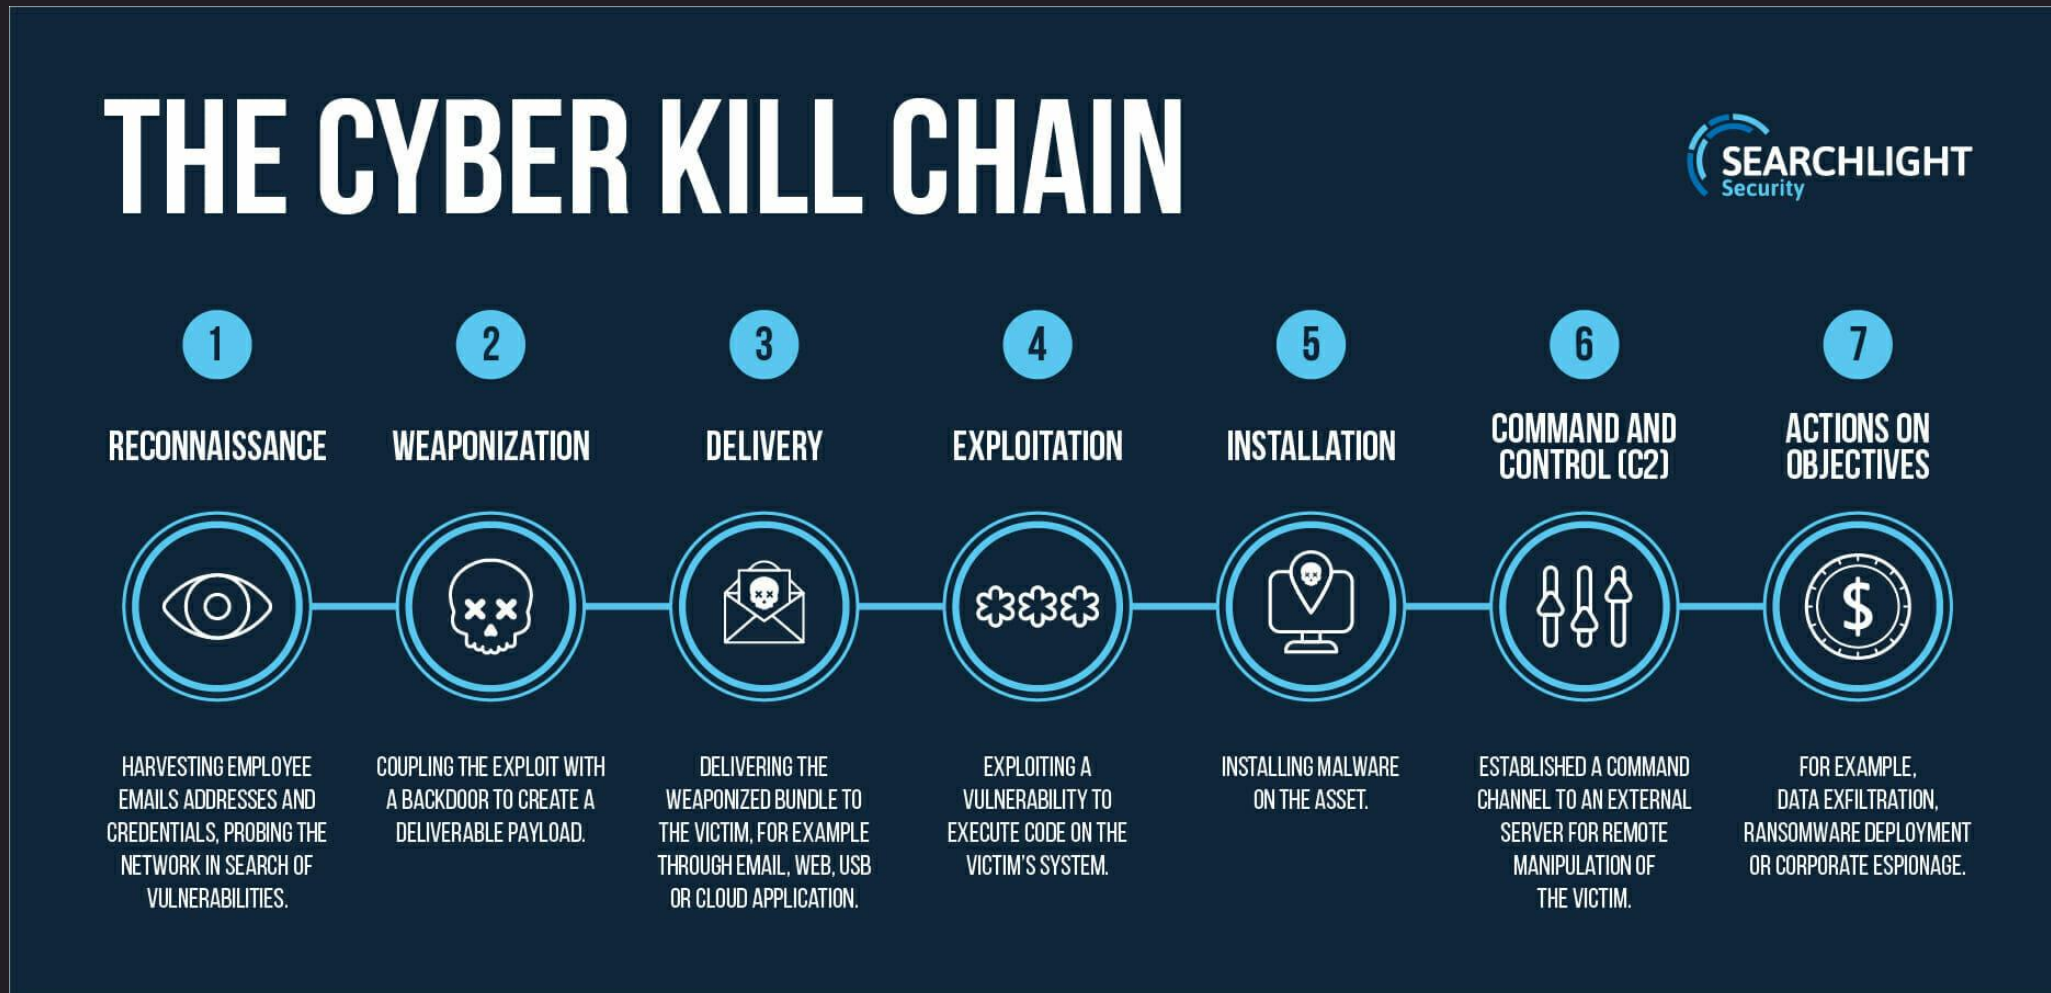 THE CYBER KILL CHAIN
SEARCHLIGHT
Security
1
RECONNAISSANCE
HARVESTING EMPLOYEE
EMAILS ADDRESSES AND
CREDENTIALS, PROBING THE
NETWORK IN SEARCH OF
VULNERABILITIES.
2
WEAPONIZATION
COUPLING THE EXPLOIT WITH
A BACKDOOR TO CREATE A
DELIVERABLE PAYLOAD.
3
DELIVERY
DELIVERING THE
WEAPONIZED BUNDLE TO
THE VICTIM, FOR EXAMPLE
THROUGH EMAIL, WEB, USB
OR CLOUD APPLICATION.
4
EXPLOITATION
***
EXPLOITING A
VULNERABILITY TO
EXECUTE CODE ON THE
VICTIM'S SYSTEM.
5
INSTALLATION
INSTALLING MALWARE
ON THE ASSET.
6
COMMAND AND
CONTROL (C2)
ESTABLISHED A COMMAND
CHANNEL TO AN EXTERNAL
SERVER FOR REMOTE
MANIPULATION OF
THE VICTIM.
7
ACTIONS ON
OBJECTIVES
$
FOR EXAMPLE,
DATA EXFILTRATION,
RANSOMWARE DEPLOYMENT
OR CORPORATE ESPIONAGE.